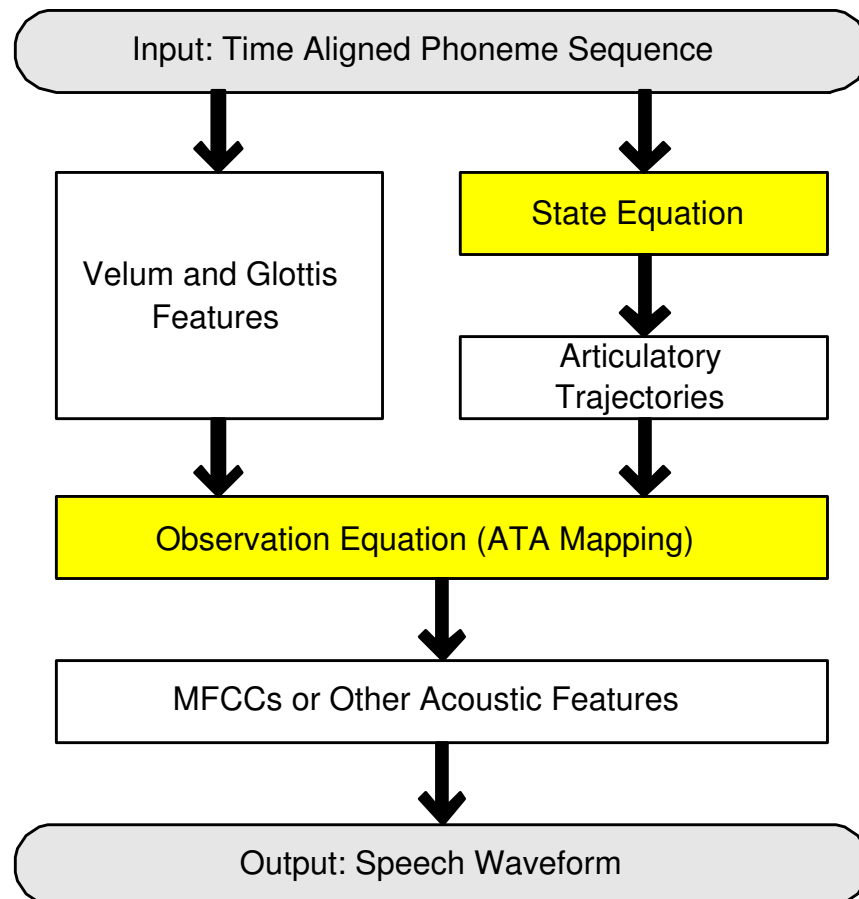 Input: Time Aligned Phoneme Sequence
State Equation
Velum and Glottis
Features
Articulatory
Trajectories
Observation Equation (ATA Mapping)
MFCCs or Other Acoustic Features
Output: Speech Waveform